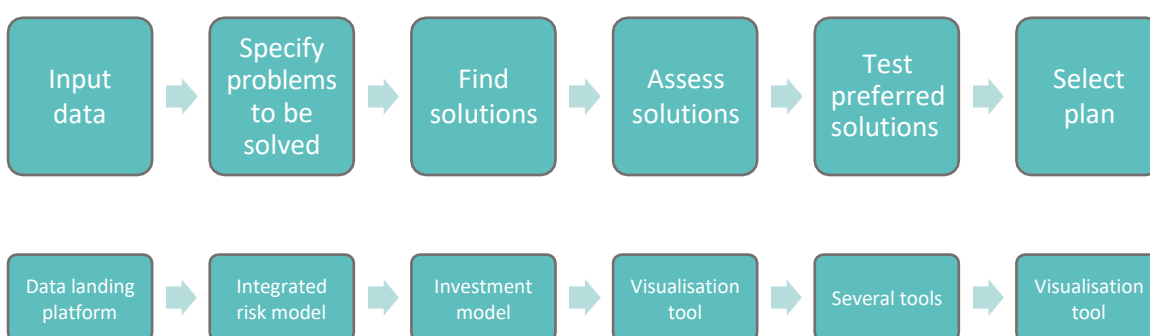 Input
data
Specify
problems
to be
solved
Find
solutions
Assess
solutions
Test
preferred
solutions
Select
plan
Data landing
platform
Integrated
risk model
Investment
model
Visualisation
tool
Several tools
Visualisation
tool